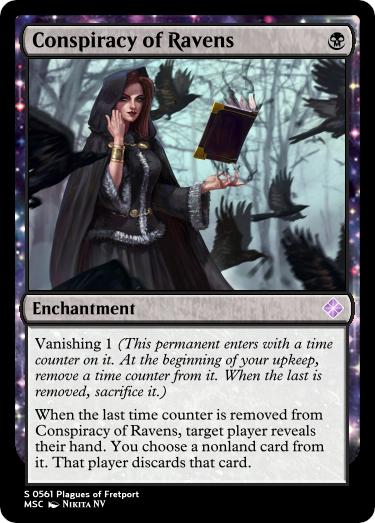 Conspiracy of Ravens
Enchantment
Vanishing 1 (This permanent enters with a time
counter on it. At the beginning of your upkeep,
remove a time counter from it. When the last is
removed, sacrifice it.)
When the last time counter is removed from
Conspiracy of Ravens, target player reveals
their hand. You choose a nonland card from
it. That player discards that card.
S 0561 Plagues of Fretport
MSC Nikita NV